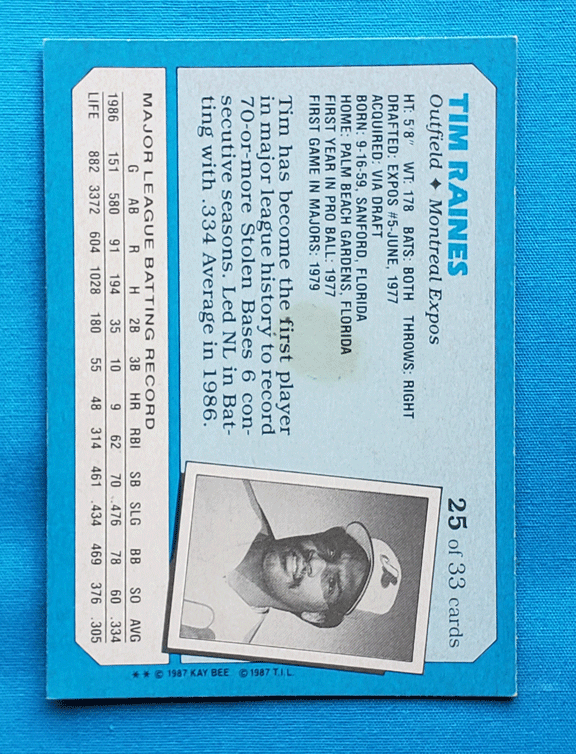 TIM RAINES
Outfield ♦ Montreal Expos
HT: 5'8" WT: 178 BATS: BOTH THROWS: RIGHT
DRAFTED: EXPOS #5-JUNE, 1977
ACQUIRED: VIA DRAFT
BORN: 9-16-59, SANFORD, FLORIDA
HOME: PALM BEACH GARDENS, FLORIDA
FIRST YEAR IN PRO BALL: 1977
FIRST GAME IN MAJORS: 1979
Tim has become the first player
in major league history to record
70-or-more Stolen Bases 6 con-
secutive seasons. Led NL in Bat-
ting with .334 Average in 1986.
25 of 33 cards
MAJOR LEAGUE BATTING RECORD
G AB R H 2B 3B HR RBI SB SLG BB SO AVG
1986 151 580 91 194 35 10 9 62 70 .476 78 60 .334
LIFE 882 3372 604 1028 180 55 48 314 461 .434 469 376 .305
** © 1987 KAY BEE © 1987 T.I.L.